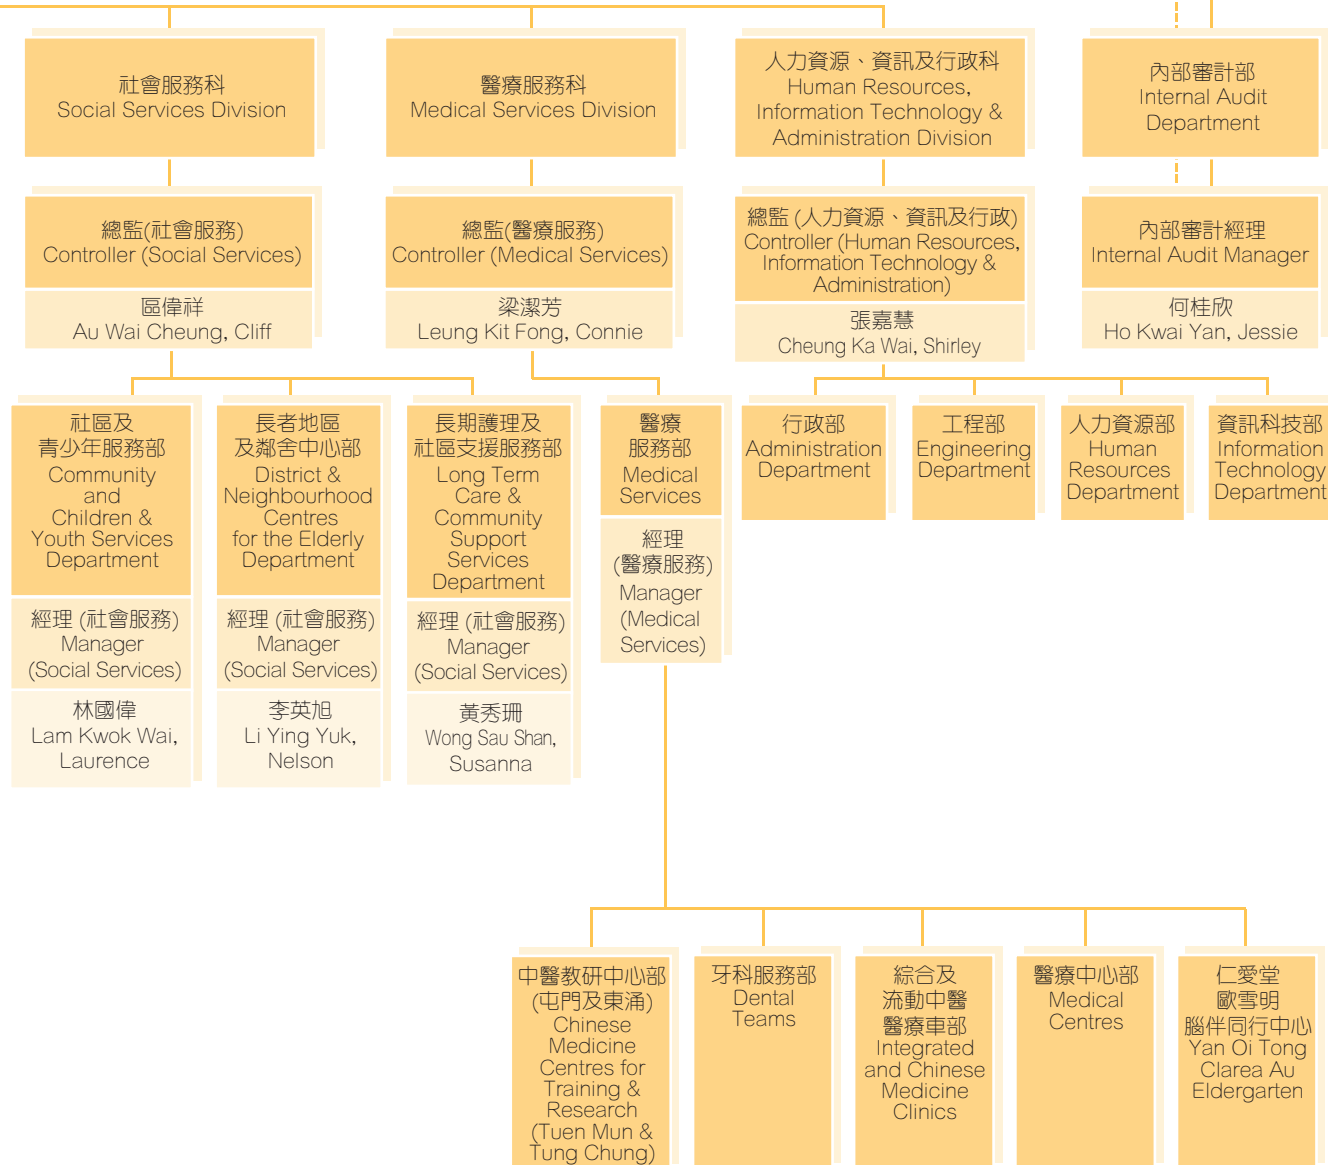 社會服務科
Social Services Division
醫療服務科
Medical Services Division
人力資源、資訊及行政科
Human Resources,
Information Technology &
Administration Division
內部審計部
Internal Audit
Department
總監(社會服務)
Controller (Social Services)
區偉祥
Au Wai Cheung, Cliff
總監(醫療服務)
Controller (Medical Services)
梁潔芳
Leung Kit Fong, Connie
總監 (人力資源、資訊及行政)
Controller (Human Resources,
Information Technology &
Administration)
張嘉慧
Cheung Ka Wai, Shirley
內部審計經理
Internal Audit Manager
何桂欣
Ho Kwai Yan, Jessie
社區及
青少年服務部
Community
and
Children &
Youth Services
Department
經理 (社會服務)
Manager
(Social Services)
林國偉
Lam Kwok Wai,
Laurence
長者地區
及鄰舍中心部
District &
Neighbourhood
Centres
for the Elderly
Department
經理 (社會服務)
Manager
(Social Services)
李英旭
Li Ying Yuk,
Nelson
長期護理及
社區支援服務部
Long Term
Care &
Community
Support
Services
Department
經理 (社會服務)
Manager
(Social Services)
黃秀珊
Wong Sau Shan,
Susanna
醫療
服務部
Medical
Services
經理
(醫療服務)
Manager
(Medical
Services)
行政部
Administration
Department
工程部
Engineering
Department
人力資源部
Human
Resources
Department
資訊科技部
Information
Technology
Department
中醫教研中心部
(屯門及東涌)
Chinese
Medicine
Centres for
Training &
Research
(Tuen Mun &
Tung Chung)
牙科服務部
Dental
Teams
綜合及
流動中醫
醫療車部
Integrated
and Chinese
Medicine
Clinics
醫療中心部
Medical
Centres
仁愛堂
歐雪明
腦伴同行中心
Yan Oi Tong
Clarea Au
Eldergarten